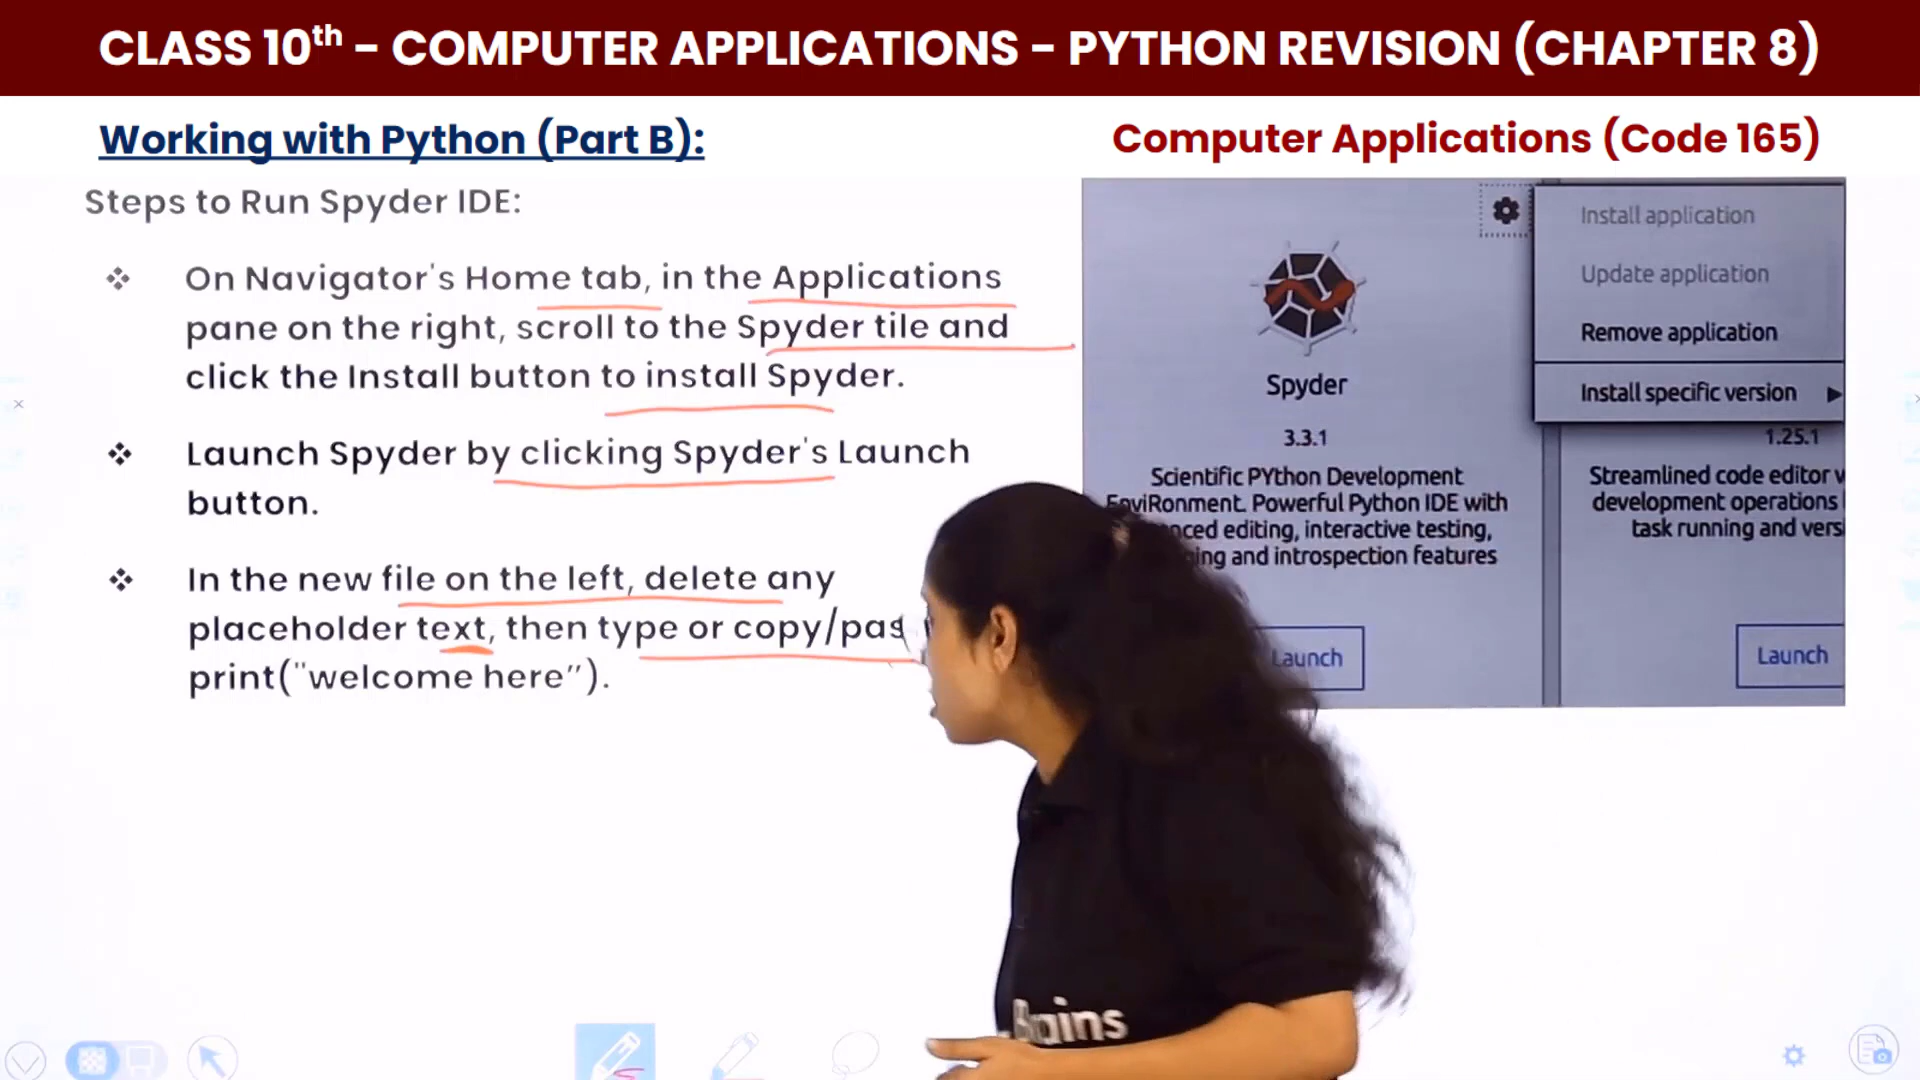 CLASS 10th – COMPUTER APPLICATIONS – PYTHON REVISION (CHAPTER 8)
Working with Python (Part B):
Computer Applications (Code 165)
Steps to Run Spyder IDE:
❖ On Navigator's Home tab, in the Applications
pane on the right, scroll to the Spyder tile and
click the Install button to install Spyder.
❖ Launch Spyder by clicking Spyder's Launch
button.
❖ In the new file on the left, delete any
placeholder text, then type or copy/pas
print("welcome here").
Install application
Update application
Remove application
Install specific version
Spyder
3.3.1
Scientific PYthon Development
EnviRonment. Powerful Python IDE with
editing, interactive testing,
and introspection features
Launch
1.25.1
Streamlined code editor
development operations
task running and vers
Launch
Brains